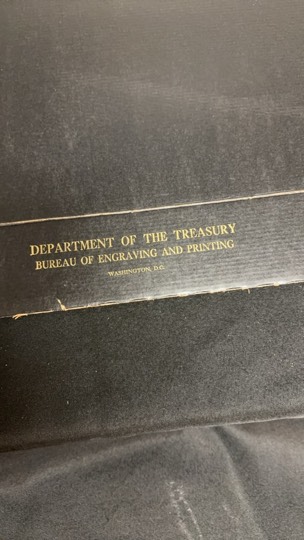 DEPARTMENT OF THE TREASURY
BUREAU OF ENGRAVING AND PRINTING
WASHINGTON, D.C.